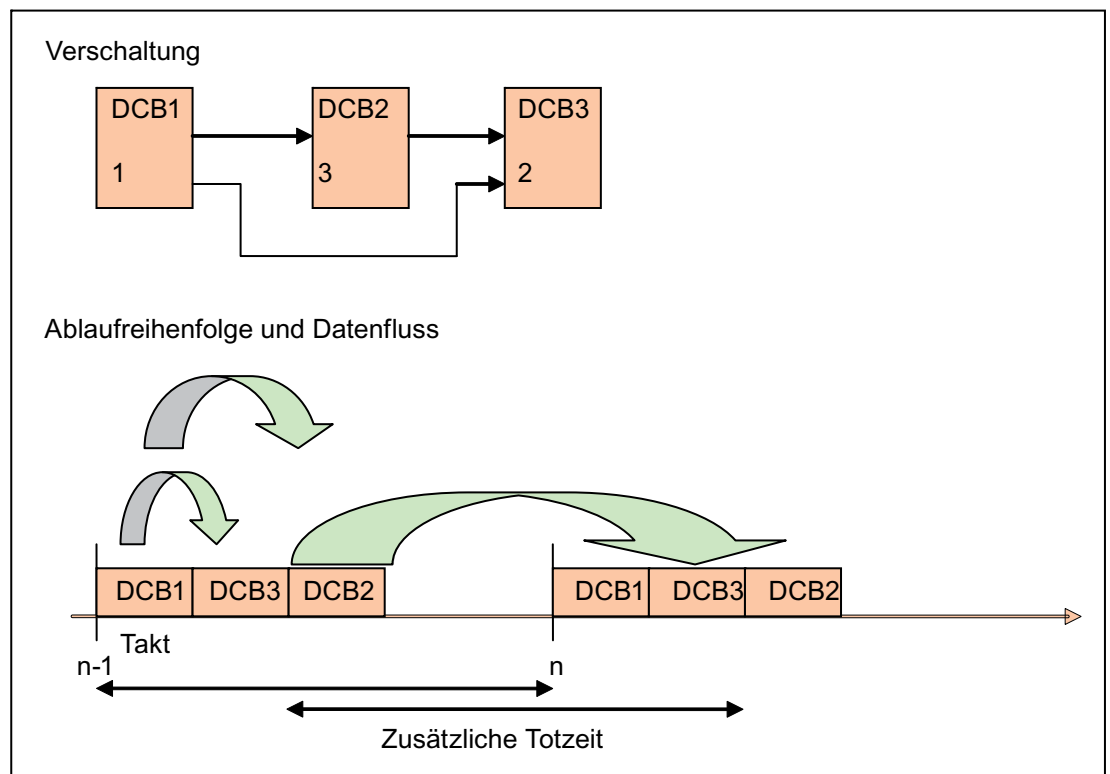 Verschaltung
DCB1 DCB2 DCB3
1 3 2
Ablaufreihenfolge und Datenfluss
DCB1 DCB3 DCB2 DCB1 DCB3 DCB2
Takt
n-1 n
Zusätzliche Totzeit